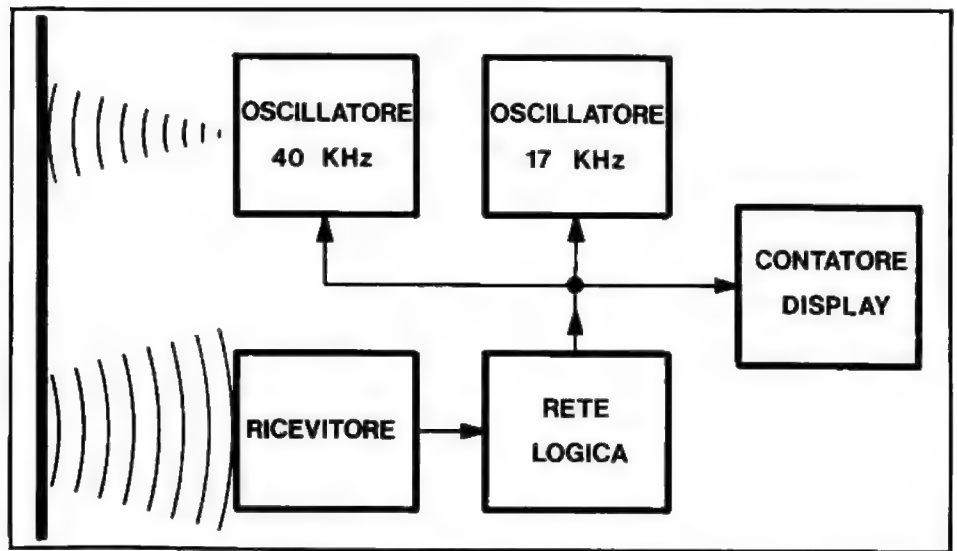 OSCILLATORE
40 KHz
OSCILLATORE
17 KHz
CONTATORE
DISPLAY
RICEVITORE
RETE
LOGICA